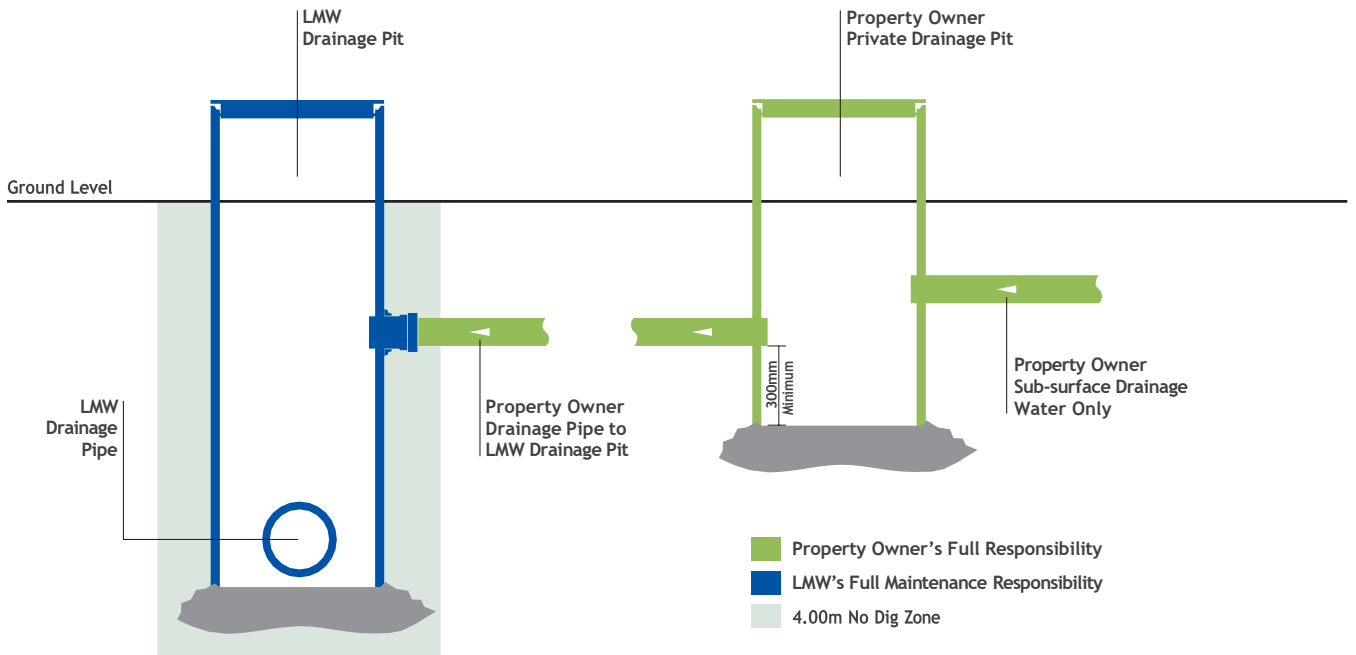 LMW
Drainage Pit
Property Owner
Private Drainage Pit
Ground Level
LMW
Drainage
Pipe
Property Owner
Drainage Pipe to
LMW Drainage Pit
300mm
Minimum
Property Owner
Sub-surface Drainage
Water Only
Property Owner's Full Responsibility
LMW's Full Maintenance Responsibility
4.00m No Dig Zone